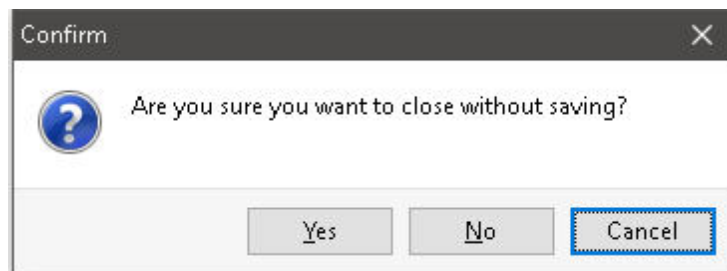 Confirm
Are you sure you want to close without saving?
Yes
No
Cancel